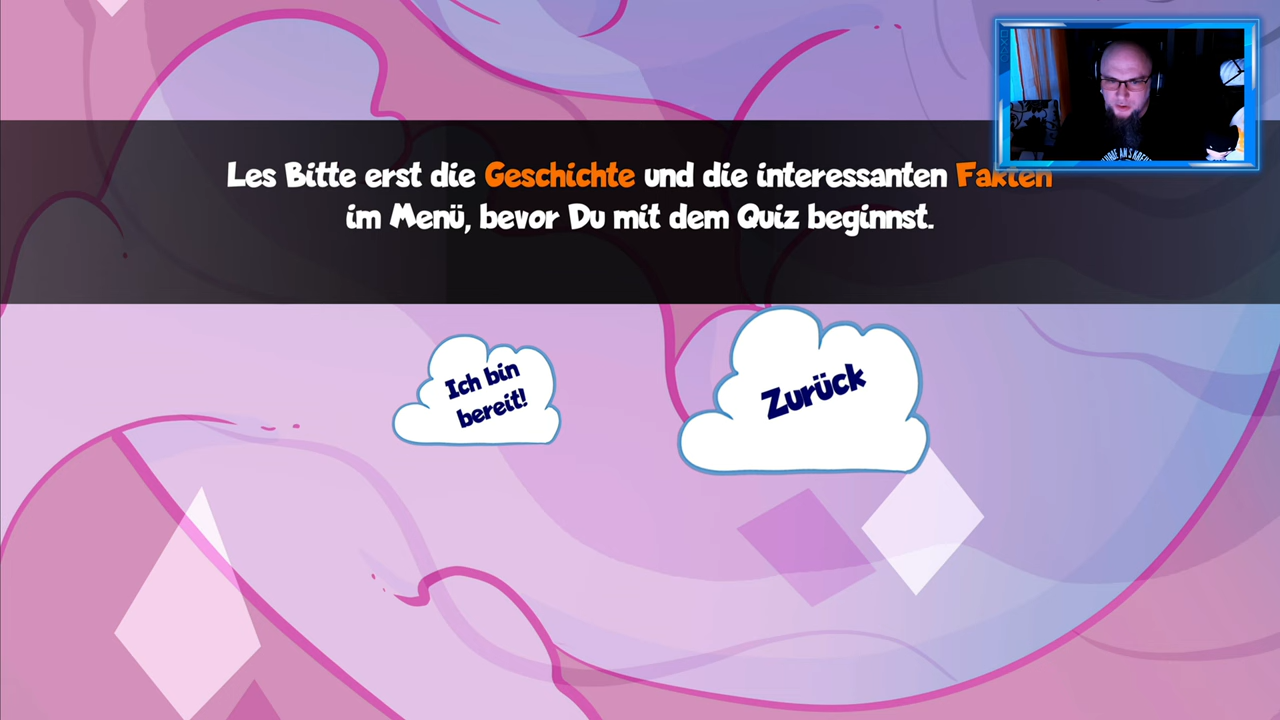 Les Bitte erst die Geschichte und die interessanten Fakten
im Menü, bevor Du mit dem Quiz beginnst.
Ich bin
bereit!
Zurück